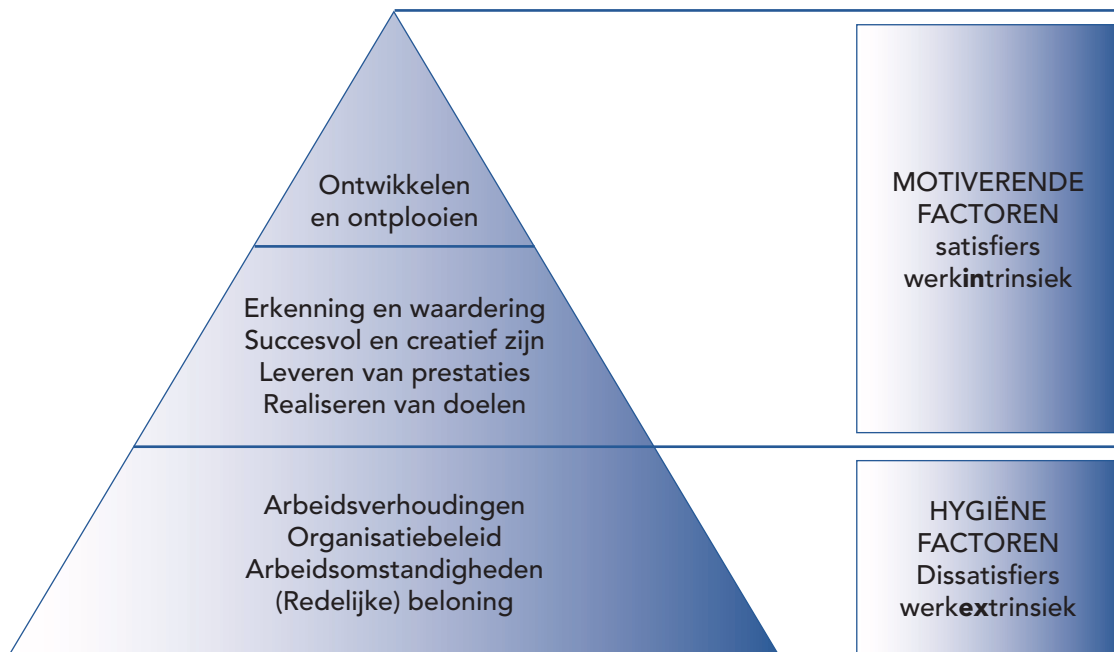 Ontwikkelen
en ontplooien
Erkenning en waardering
Succesvol en creatief zijn
Leveren van prestaties
Realiseren van doelen
Arbeidsverhoudingen
Organisatiebeleid
Arbeidsomstandigheden
(Redelijke) beloning
MOTIVERENDE
FACTOREN
satisfiers
werkintrinsiek
HYGIËNE
FACTOREN
Dissatisfiers
werkextrinsiek